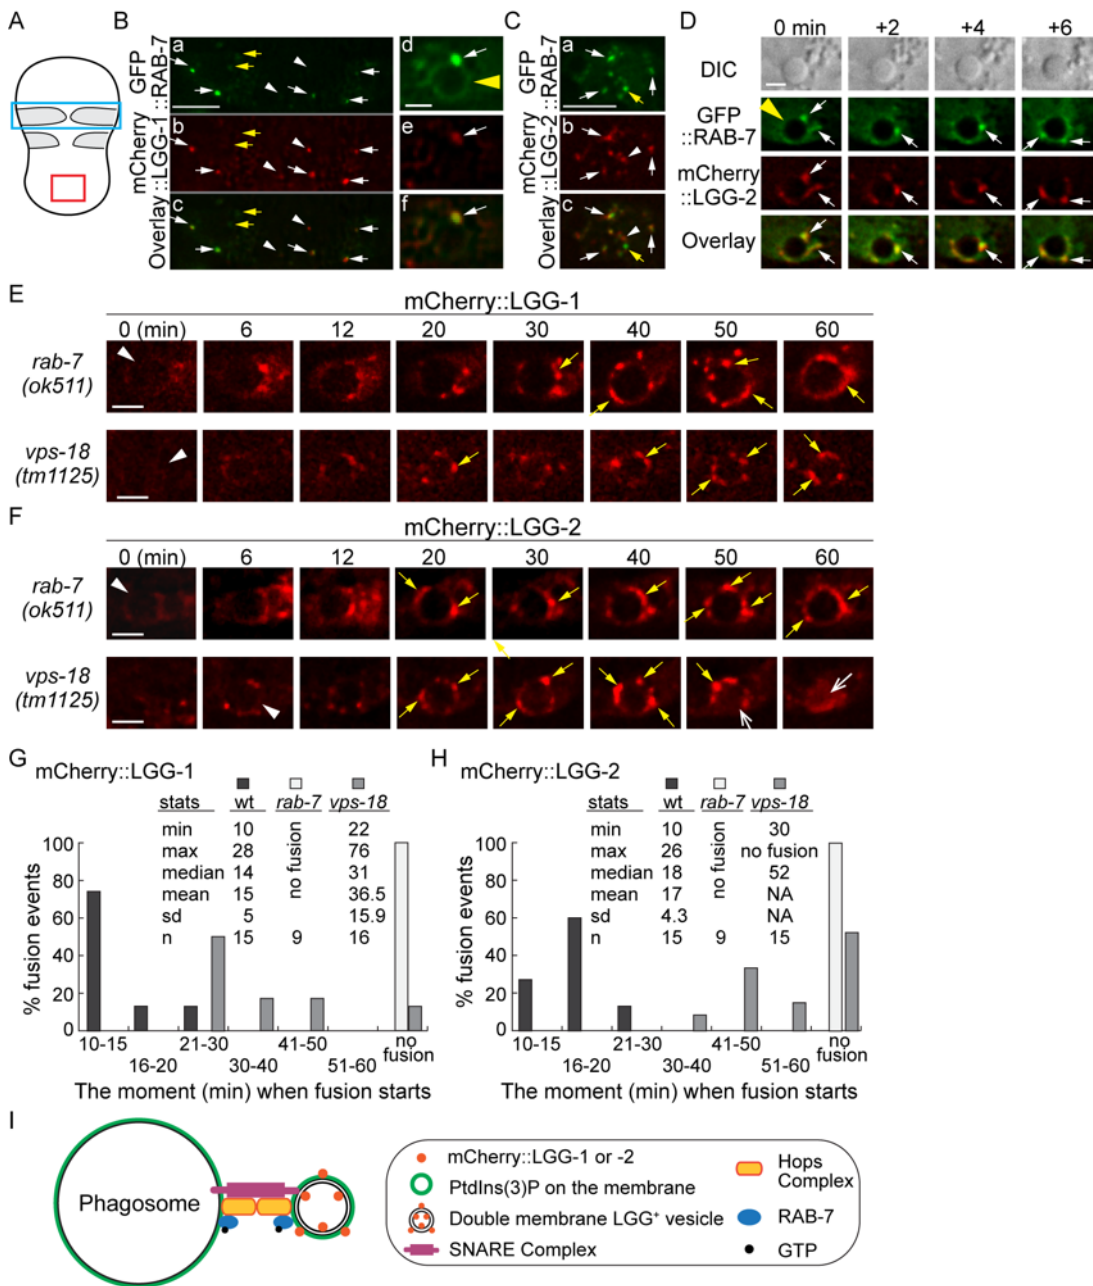 A
B
C
D
0 min +2 +4 +6
GFP ::RAB-7
mCherry ::LGG-1
Overlay
a
b
c
d
e
f
GFP ::RAB-7
mCherry ::LGG-2
Overlay
a
b
c
DIC
GFP
::RAB-7
mCherry
::LGG-2
Overlay
E
mCherry::LGG-1
0 (min) 6 12 20 30 40 50 60
rab-7
(ok511)
vps-18
(tm1125)
F
mCherry::LGG-2
0 (min) 6 12 20 30 40 50 60
rab-7
(ok511)
vps-18
(tm1125)
G
mCherry::LGG-1
stats wt rab-7 vps-18
min 10 22
max 28 76
median 14 31
mean 15 36.5
sd 5 15.9
n 15 9 16
no fusion
% fusion events
100
80
60
40
20
0
10-15 21-30 41-50 no
fusion
16-20 30-40 51-60
The moment (min) when fusion starts
H
mCherry::LGG-2
stats wt rab-7 vps-18
min 10 30
max 26 no fusion
median 18 52
mean 17 NA
sd 4.3 NA
n 15 9 15
no fusion
% fusion events
100
80
60
40
20
0
10-15 21-30 41-50 no
fusion
16-20 30-40 51-60
The moment (min) when fusion starts
I
Phagosome
mCherry::LGG-1 or -2
PtdIns(3)P on the membrane
Double membrane LGG⁺ vesicle
SNARE Complex
Hops
Complex
RAB-7
GTP